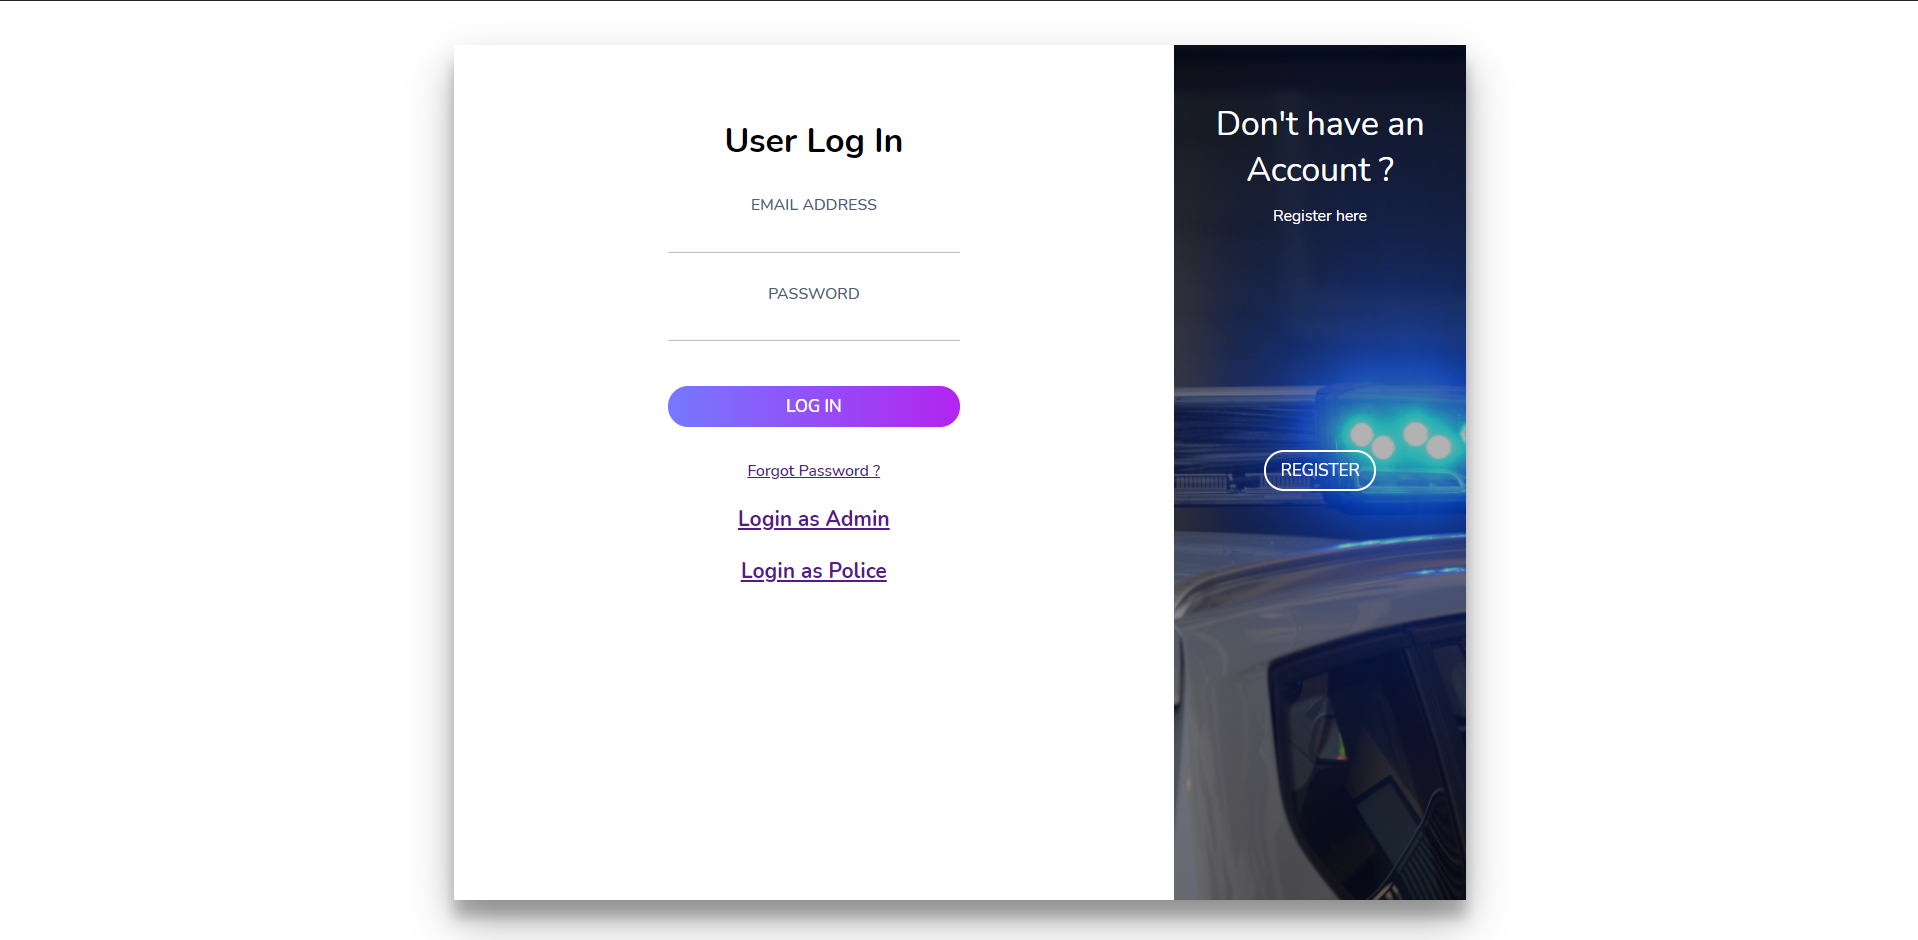 User Log In
EMAIL ADDRESS
PASSWORD
LOG IN
Forgot Password ?
Login as Admin
Login as Police
Don't have an
Account ?
Register here
REGISTER